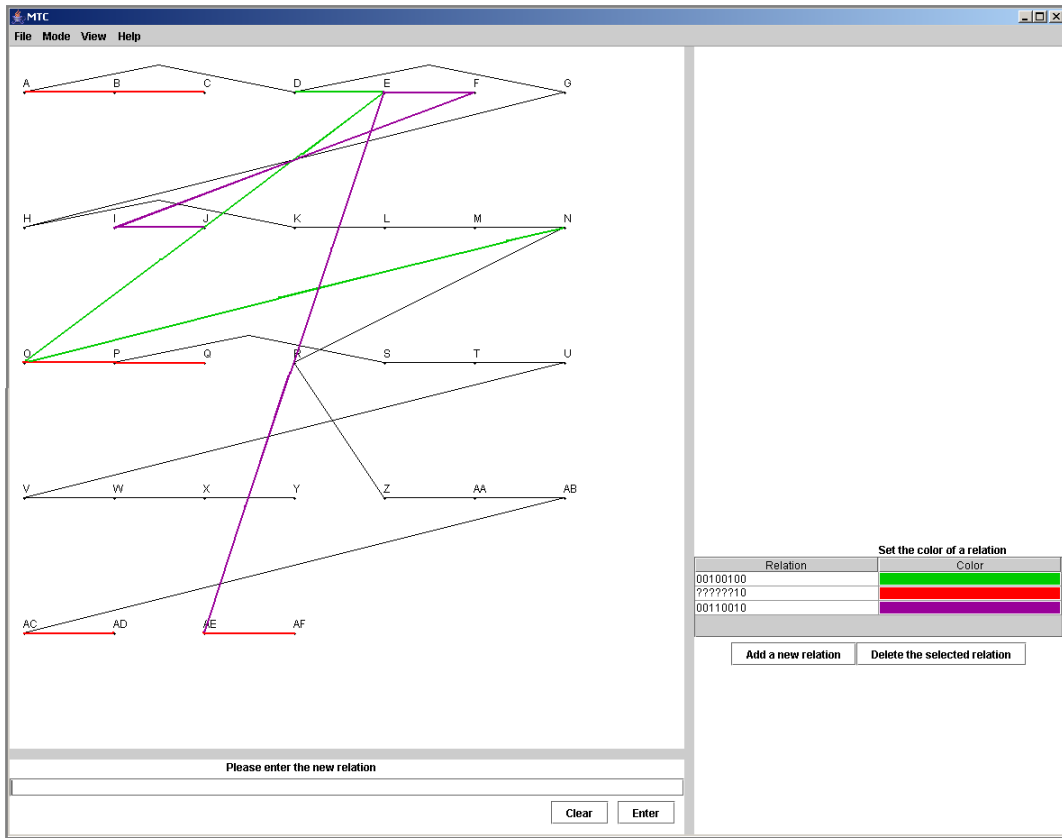 MTC
File Mode View Help
A B C D E F G
H I J K L M N
O P Q R S T U
V W X Y Z AA AB
AC AD AE AF
Set the color of a relation
Relation Color
00100100
??????10
00110010
Add a new relation Delete the selected relation
Please enter the new relation
Clear Enter